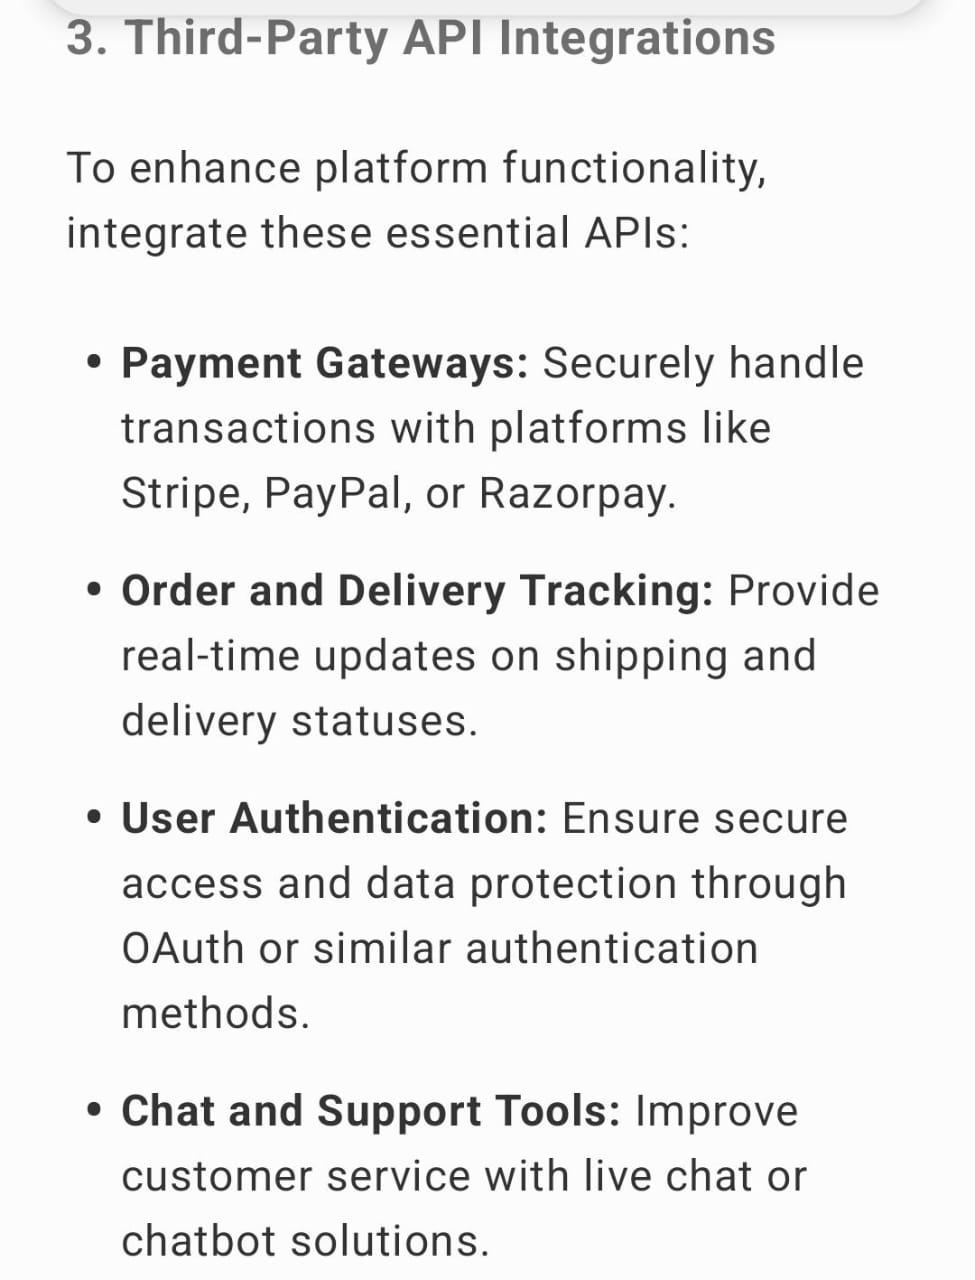 3. Third-Party API Integrations
To enhance platform functionality,
integrate these essential APIs:
• Payment Gateways: Securely handle
transactions with platforms like
Stripe, PayPal, or Razorpay.
• Order and Delivery Tracking: Provide
real-time updates on shipping and
delivery statuses.
• User Authentication: Ensure secure
access and data protection through
OAuth or similar authentication
methods.
• Chat and Support Tools: Improve
customer service with live chat or
chatbot solutions.